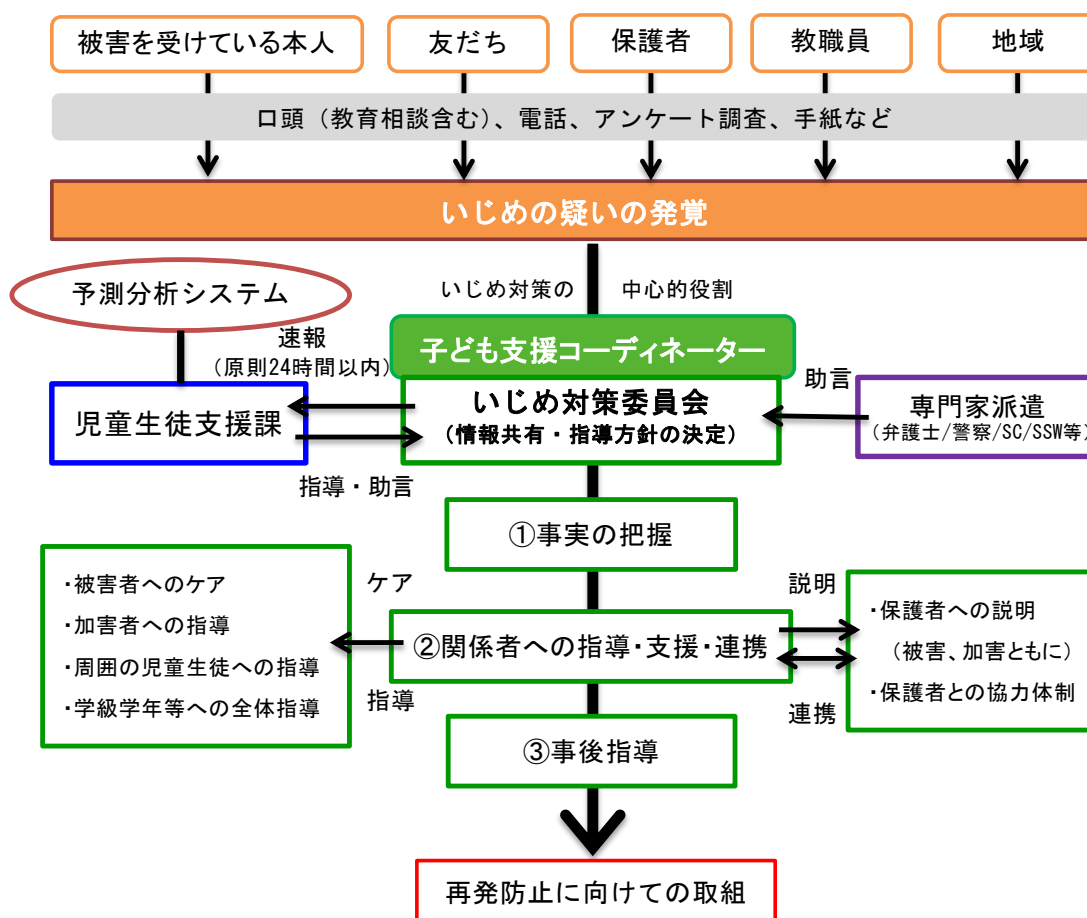 被害を受けている本人
友だち
保護者
教職員
地域
口頭（教育相談含む）、電話、アンケート調査、手紙など
いじめの疑いの発覚
予測分析システム
いじめ対策の
中心的役割
速報
（原則24時間以内）
子ども支援コーディネーター
いじめ対策委員会
（情報共有・指導方針の決定）
児童生徒支援課
助言
専門家派遣
（弁護士/警察/SC/SSW等）
指導・助言
①事実の把握
・被害者へのケア
・加害者への指導
・周囲の児童生徒への指導
・学級学年等への全体指導
ケア
指導
②関係者への指導・支援・連携
説明
連携
・保護者への説明
（被害、加害ともに）
・保護者との協力体制
③事後指導
再発防止に向けての取組